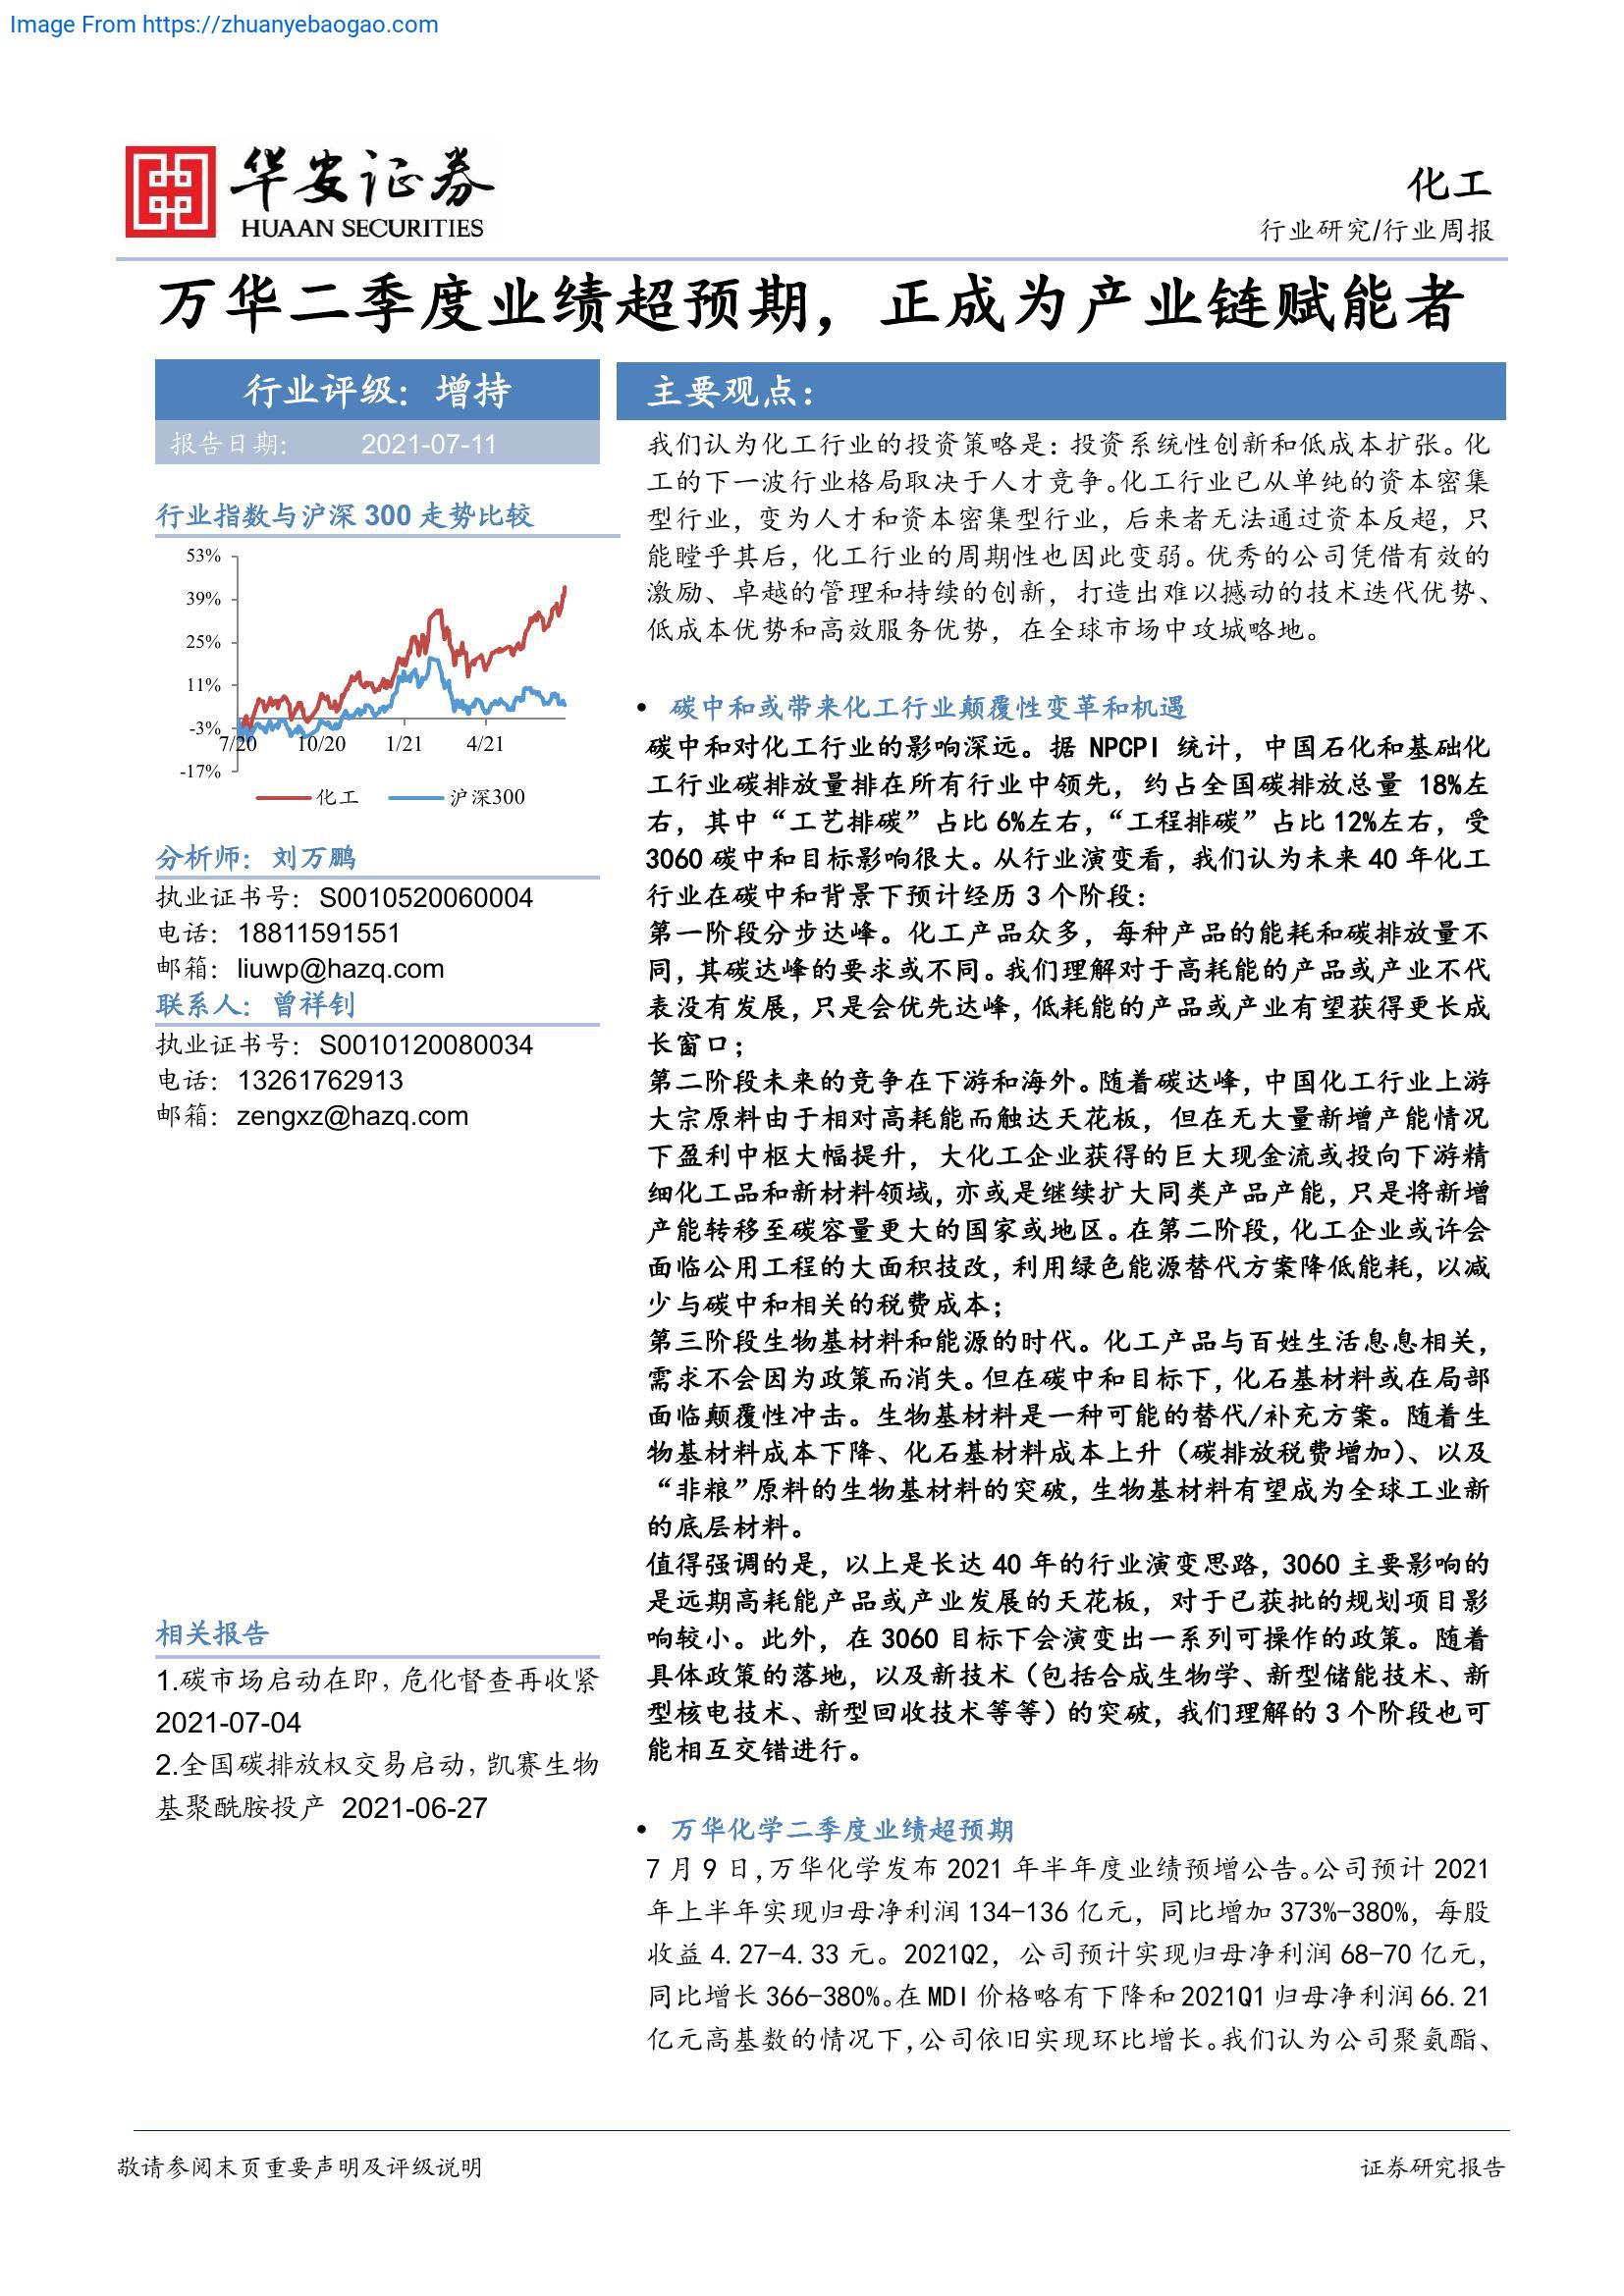 Image From https://zhuanyebaogao.com
华安证券
HUAAN SECURITIES
化工
行业研究/行业周报
万华二季度业绩超预期，正成为产业链赋能者
行业评级：增持
报告日期： 2021-07-11
行业指数与沪深 300 走势比较
53%
39%
25%
11%
-3%
-17%
7/20 10/20 1/21 4/21
化工 沪深300
分析师：刘万鹏
执业证书号：S0010520060004
电话：18811591551
邮箱：liuwp@hazq.com
联系人：曾祥钊
执业证书号：S0010120080034
电话：13261762913
邮箱：zengxz@hazq.com
相关报告
1.碳市场启动在即，危化督查再收紧
2021-07-04
2.全国碳排放权交易启动，凯赛生物
基聚酰胺投产 2021-06-27
主要观点：
我们认为化工行业的投资策略是：投资系统性创新和低成本扩张。化
工的下一波行业格局取决于人才竞争。化工行业已从单纯的资本密集
型行业，变为人才和资本密集型行业，后来者无法通过资本反超，只
能瞠乎其后，化工行业的周期性也因此变弱。优秀的公司凭借有效的
激励、卓越的管理和持续的创新，打造出难以撼动的技术迭代优势、
低成本优势和高效服务优势，在全球市场中攻城略地。
• 碳中和或带来化工行业颠覆性变革和机遇
碳中和对化工行业的影响深远。据 NPCPI 统计，中国石化和基础化
工行业碳排放量排在所有行业中领先，约占全国碳排放总量 18%左
右，其中“工艺排碳”占比 6%左右，“工程排碳”占比 12%左右，受
3060 碳中和目标影响很大。从行业演变看，我们认为未来 40 年化工
行业在碳中和背景下预计经历 3 个阶段：
第一阶段分步达峰。化工产品众多，每种产品的能耗和碳排放量不
同，其碳达峰的要求或不同。我们理解对于高耗能的产品或产业不代
表没有发展，只是会优先达峰，低耗能的产品或产业有望获得更长成
长窗口；
第二阶段未来的竞争在下游和海外。随着碳达峰，中国化工行业上游
大宗原料由于相对高耗能而触达天花板，但在无大量新增产能情况
下盈利中枢大幅提升，大化工企业获得的巨大现金流或投向下游精
细化工品和新材料领域，亦或是继续扩大同类产品产能，只是将新增
产能转移至碳容量更大的国家或地区。在第二阶段，化工企业或许会
面临公用工程的大面积技改，利用绿色能源替代方案降低能耗，以减
少与碳中和相关的税费成本；
第三阶段生物基材料和能源的时代。化工产品与百姓生活息息相关，
需求不会因为政策而消失。但在碳中和目标下，化石基材料或在局部
面临颠覆性冲击。生物基材料是一种可能的替代/补充方案。随着生
物基材料成本下降、化石基材料成本上升（碳排放税费增加）、以及
“非粮”原料的生物基材料的突破，生物基材料有望成为全球工业新
的底层材料。
值得强调的是，以上是长达 40 年的行业演变思路，3060 主要影响的
是远期高耗能产品或产业发展的天花板，对于已获批的规划项目影
响较小。此外，在 3060 目标下会演变出一系列可操作的政策。随着
具体政策的落地，以及新技术（包括合成生物学、新型储能技术、新
型核电技术、新型回收技术等等）的突破，我们理解的 3 个阶段也可
能相互交错进行。
• 万华化学二季度业绩超预期
7 月 9 日，万华化学发布 2021 年半年度业绩预增公告。公司预计 2021
年上半年实现归母净利润 134-136 亿元，同比增加 373%-380%，每股
收益 4.27-4.33 元。2021Q2，公司预计实现归母净利润 68-70 亿元，
同比增长 366-380%。在 MDI 价格略有下降和 2021Q1 归母净利润 66.21
亿元高基数的情况下，公司依旧实现环比增长。我们认为公司聚氨酯、
敬请参阅末页重要声明及评级说明
证券研究报告